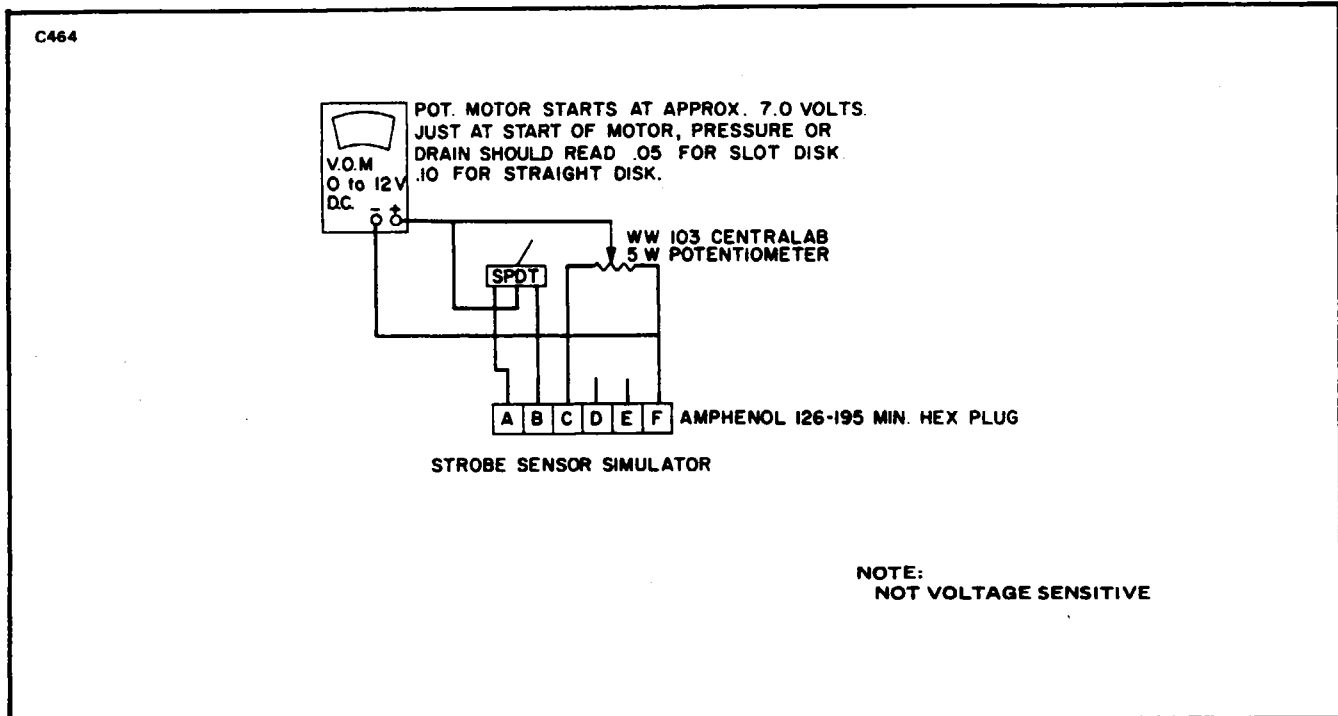 C464
POT. MOTOR STARTS AT APPROX. 7.0 VOLTS.
JUST AT START OF MOTOR, PRESSURE OR
DRAIN SHOULD READ .05 FOR SLOT DISK
.10 FOR STRAIGHT DISK.
V.O.M
0 to 12V
D.C.
- +
WW 103 CENTRALAB
5 W POTENTIOMETER
SPDT
A B C D E F AMPHENOL 126-195 MIN. HEX PLUG
STROBE SENSOR SIMULATOR
NOTE:
NOT VOLTAGE SENSITIVE